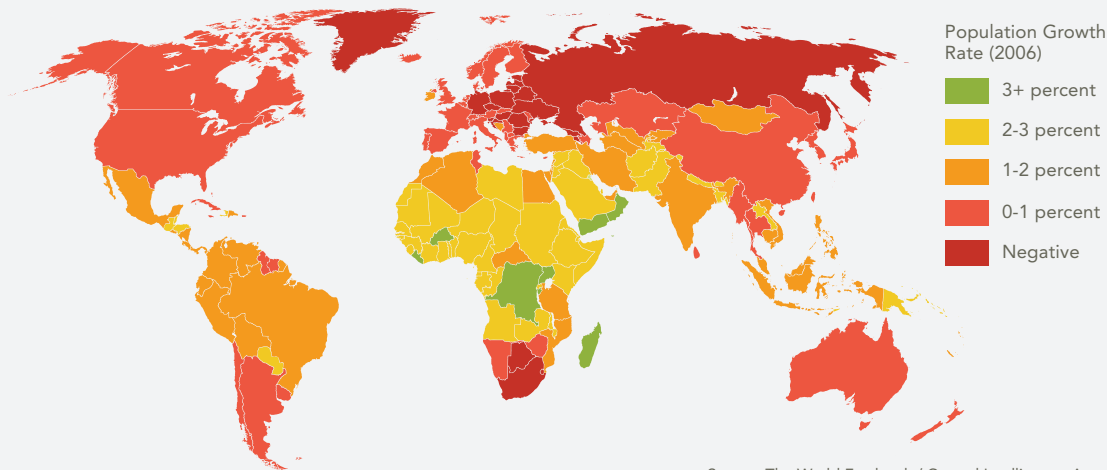 Population Growth
Rate (2006)
3+ percent
2-3 percent
1-2 percent
0-1 percent
Negative